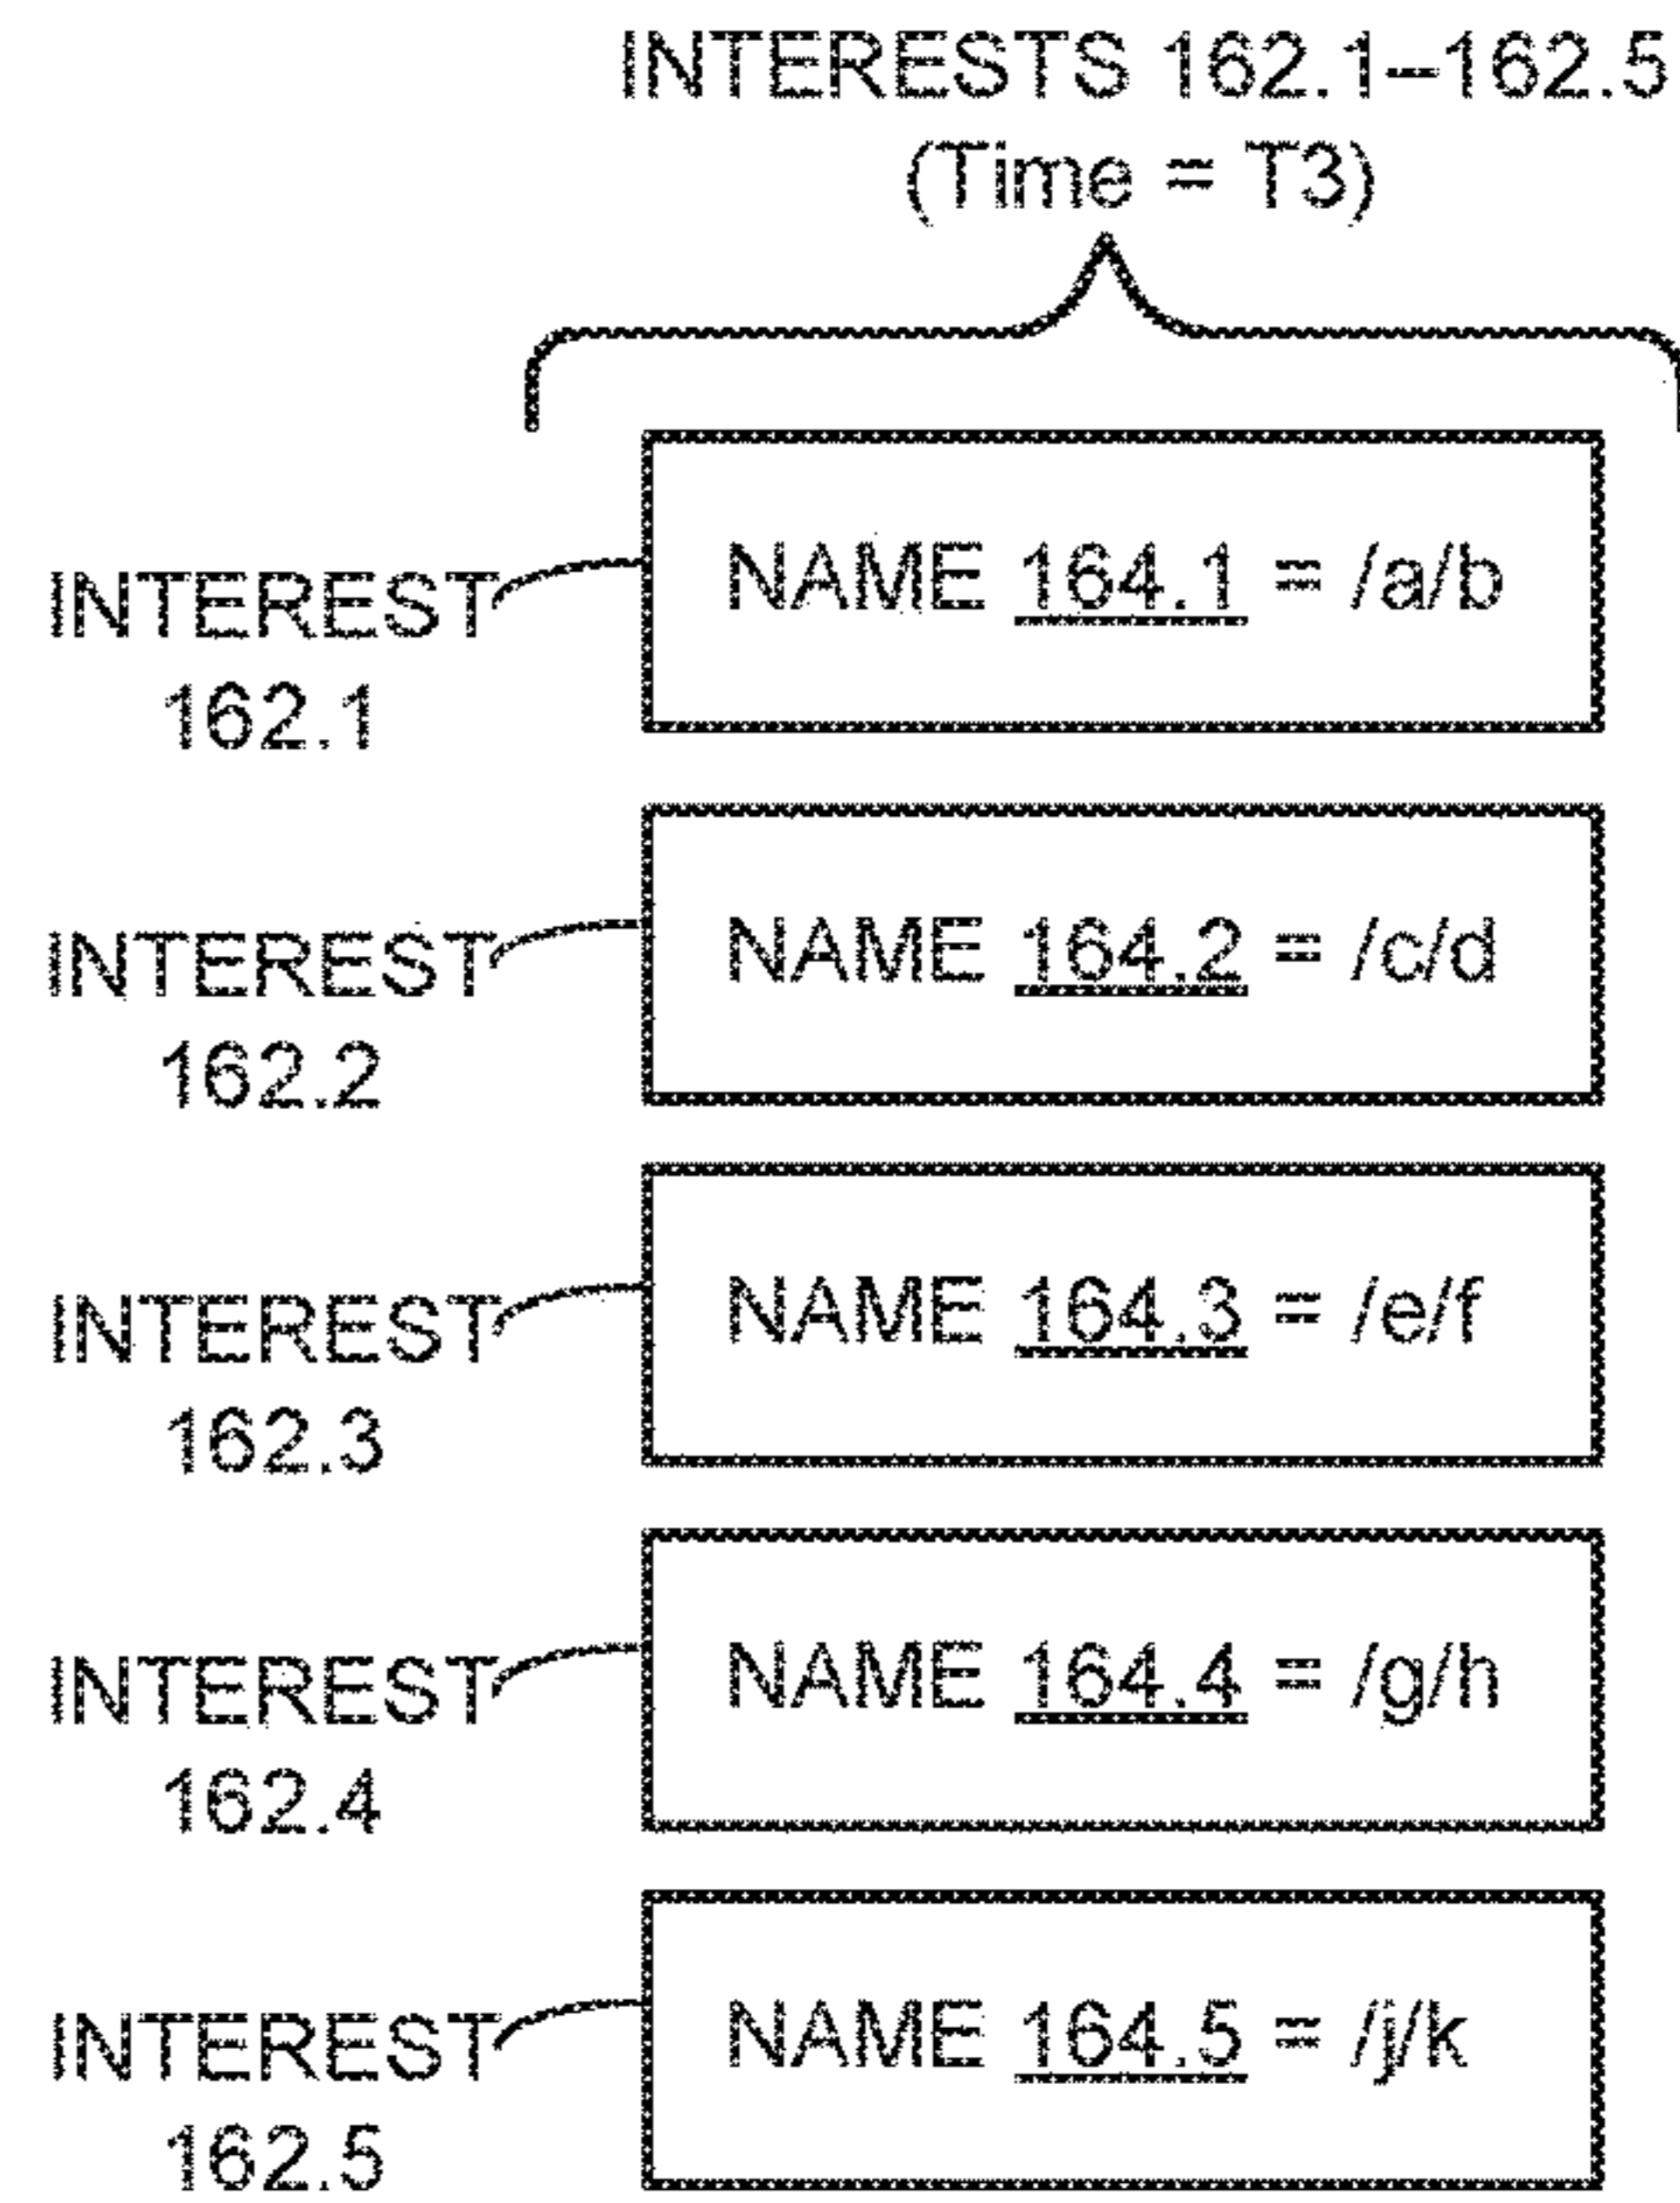 INTERESTS 162.1--162.5
(Time = T3)
NAME 164.1 = /a/b
INTEREST
162.1
NAME 164.2 = /c/d
INTEREST
162.2
NAME 164.3 = /e/f
INTEREST
162.3
NAME 164.4 = /g/h
INTEREST
162.4
NAME 164.5 = /j/k
INTEREST
162.5